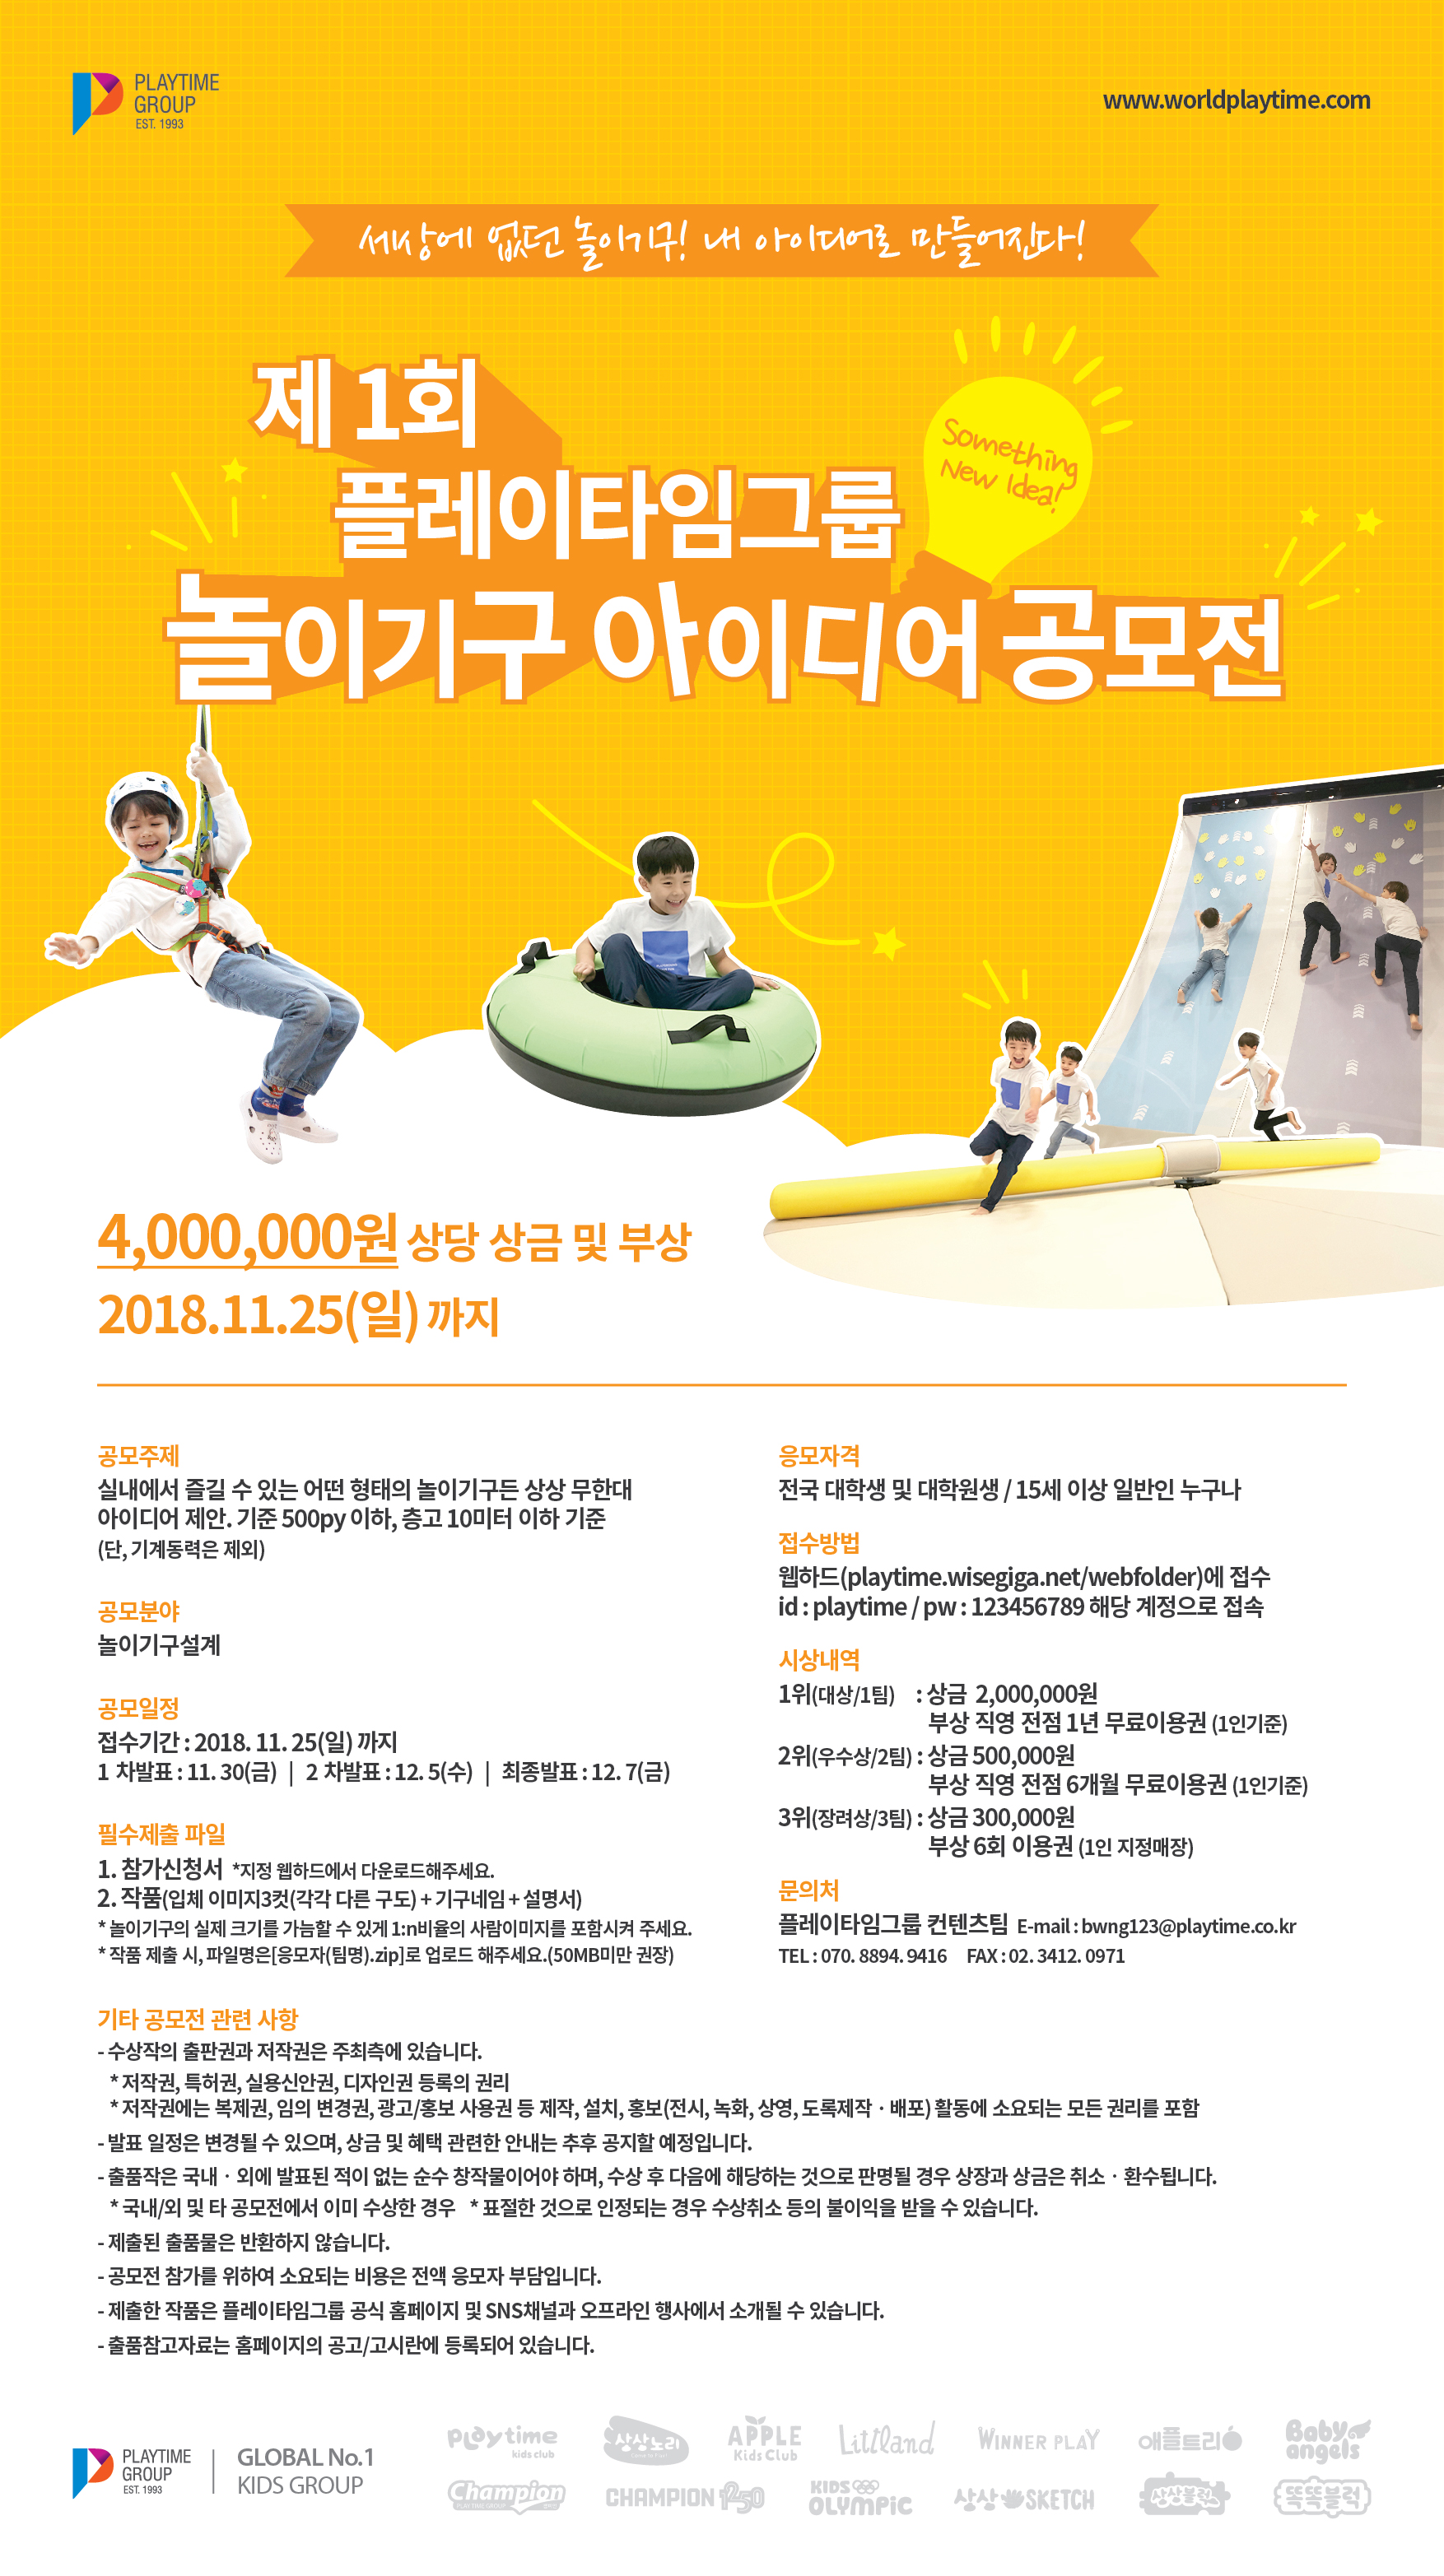 PLAYTIME
GROUP
EST. 1993
www.worldplaytime.com
세상에 없던 놀이기구! 내 아이디어로 만들어진다!
제 1회
플레이타임그룹
놀이기구 아이디어 공모전
Something
New Idea!
4,000,000원 상당 상금 및 부상
2018.11.25(일) 까지
공모주제
실내에서 즐길 수 있는 어떤 형태의 놀이기구든 상상 무한대
아이디어 제안. 기준 500py 이하, 층고 10미터 이하 기준
(단, 기계동력은 제외)
공모분야
놀이기구설계
공모일정
접수기간 : 2018. 11. 25(일) 까지
1 차발표 : 11. 30(금) | 2 차발표 : 12. 5(수) | 최종발표 : 12. 7(금)
필수제출 파일
1. 참가신청서 *지정 웹하드에서 다운로드해주세요.
2. 작품(입체 이미지3컷(각각 다른 구도) + 기구네임 + 설명서)
* 놀이기구의 실제 크기를 가늠할 수 있게 1:n비율의 사람이미지를 포함시켜 주세요.
* 작품 제출 시, 파일명은[응모자(팀명).zip]로 업로드 해주세요.(50MB미만 권장)
응모자격
전국 대학생 및 대학원생 / 15세 이상 일반인 누구나
접수방법
웹하드(playtime.wisegiga.net/webfolder)에 접수
id : playtime / pw : 123456789 해당 계정으로 접속
시상내역
1위(대상/1팀) : 상금 2,000,000원
부상 직영 전점 1년 무료이용권 (1인기준)
2위(우수상/2팀) : 상금 500,000원
부상 직영 전점 6개월 무료이용권 (1인기준)
3위(장려상/3팀) : 상금 300,000원
부상 6회 이용권 (1인 지정매장)
문의처
플레이타임그룹 컨텐츠팀 E-mail : bwng123@playtime.co.kr
TEL : 070. 8894. 9416 FAX : 02. 3412. 0971
기타 공모전 관련 사항
- 수상작의 출판권과 저작권은 주최측에 있습니다.
* 저작권, 특허권, 실용신안권, 디자인권 등록의 권리
* 저작권에는 복제권, 임의 변경권, 광고/홍보 사용권 등 제작, 설치, 홍보(전시, 녹화, 상영, 도록제작 · 배포) 활동에 소요되는 모든 권리를 포함
- 발표 일정은 변경될 수 있으며, 상금 및 혜택 관련한 안내는 추후 공지할 예정입니다.
- 출품작은 국내 · 외에 발표된 적이 없는 순수 창작물이어야 하며, 수상 후 다음에 해당하는 것으로 판명될 경우 상장과 상금은 취소 · 환수됩니다.
* 국내/외 및 타 공모전에서 이미 수상한 경우 * 표절한 것으로 인정되는 경우 수상취소 등의 불이익을 받을 수 있습니다.
- 제출된 출품물은 반환하지 않습니다.
- 공모전 참가를 위하여 소요되는 비용은 전액 응모자 부담입니다.
- 제출한 작품은 플레이타임그룹 공식 홈페이지 및 SNS채널과 오프라인 행사에서 소개될 수 있습니다.
- 출품참고자료는 홈페이지의 공고/고시란에 등록되어 있습니다.
PLAYTIME
GROUP
EST. 1993
GLOBAL No.1
KIDS GROUP
playtime
kids club
상상노리
APPLE
Kids Club
Littland
WINNER PLAY
애플트리
Baby
angels
Champion
CHAMPION 1250
KIDS
OLYMPIC
상상 SKETCH
상상블럭
똑똑블럭